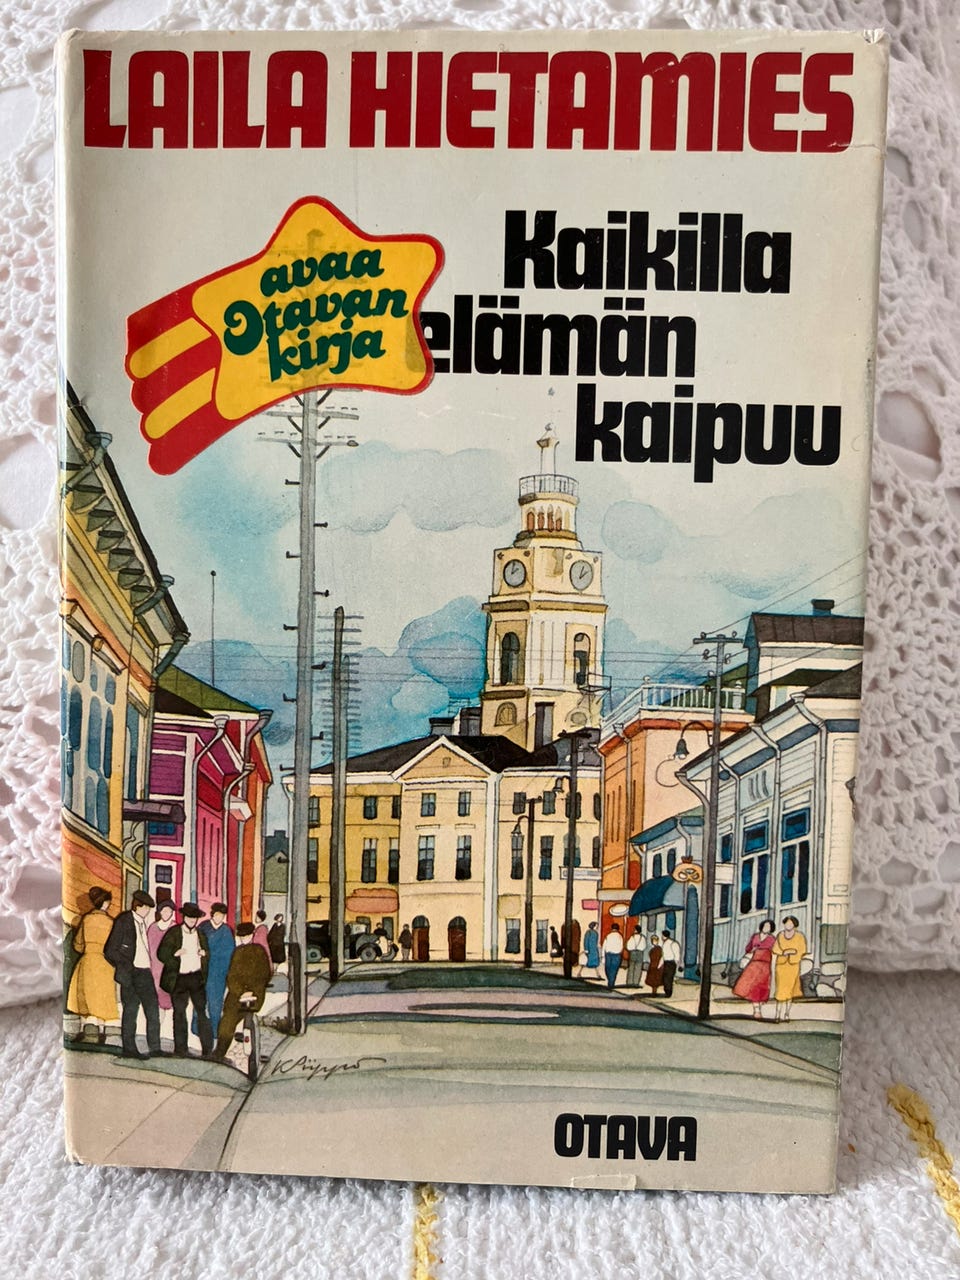 LAILA HIETAMIES
avaa
Otavan
kirja
Kaikilla
elämän
kaipuu
OTAVA